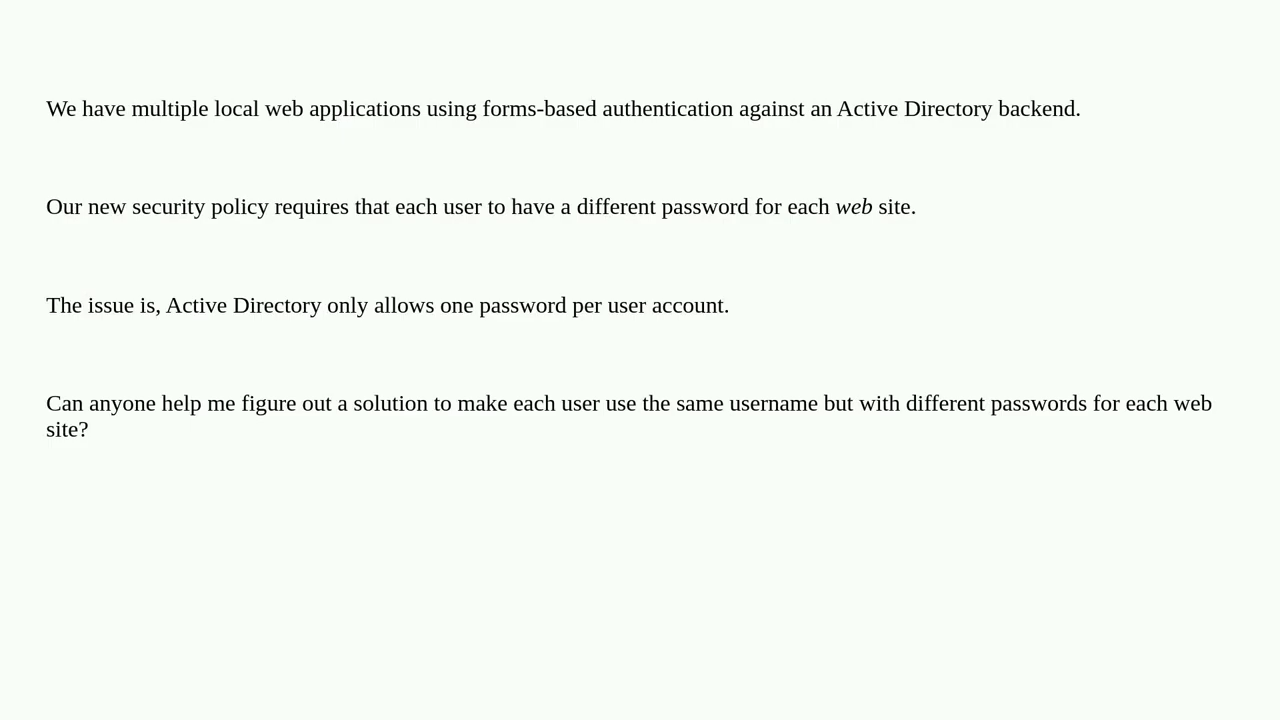 We have multiple local web applications using forms-based authentication against an Active Directory backend.
Our new security policy requires that each user to have a different password for each web site.
The issue is, Active Directory only allows one password per user account.
Can anyone help me figure out a solution to make each user use the same username but with different passwords for each web
site?